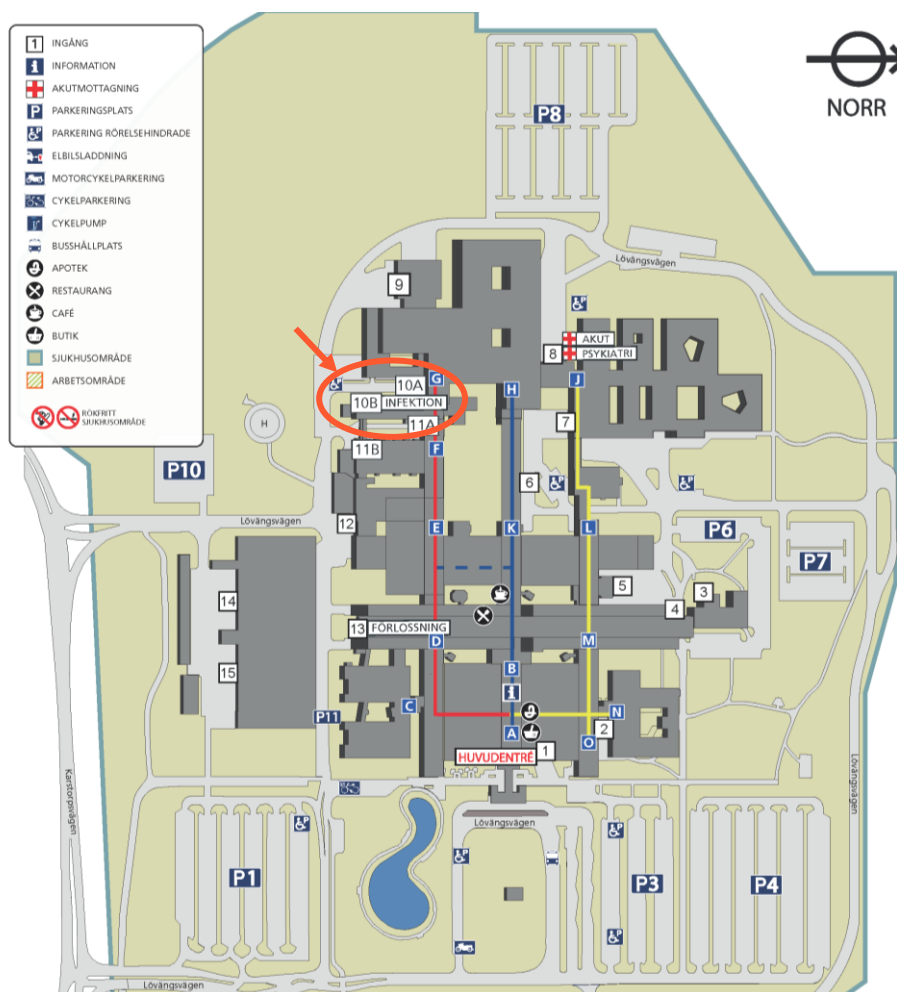 1 INGÅNG
i INFORMATION
AKUTMOTTAGNING
P PARKERINGSPLATS
P PARKERING RÖRELSEHINDRADE
ELBILSLADDNING
MOTORCYKELPARKERING
CYKELPARKERING
CYKELPUMP
BUSSHÅLLPLATS
APOTEK
RESTAURANG
CAFÉ
BUTIK
SJUKHUSOMRÅDE
ARBETSOMRÅDE
RÖKFRITT
SJUKHUSOMRÅDE
NORR
P8
Lövängsvägen
9
P
AKUT
8 PSYKIATRI
G
J
10A
P
H
10B INFEKTION
11A
7
H
F
11B
P10
6
P
P
Lövängsvägen
12
E
K
L
P6
P7
5
3
14
4
13 FÖRLOSSNING
D
M
15
B
i
C
P11
N
2
A
O
HUVUDENTRÉ
1
Karstorpsvägen
Lövängsvägen
Lövängsvägen
P
P
P
P1
P3
P4
P
Lövängsvägen